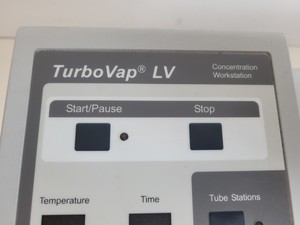 TurboVap® LV
Concentration
Workstation
Start/Pause
Stop
Temperature
Time
Tube Stations